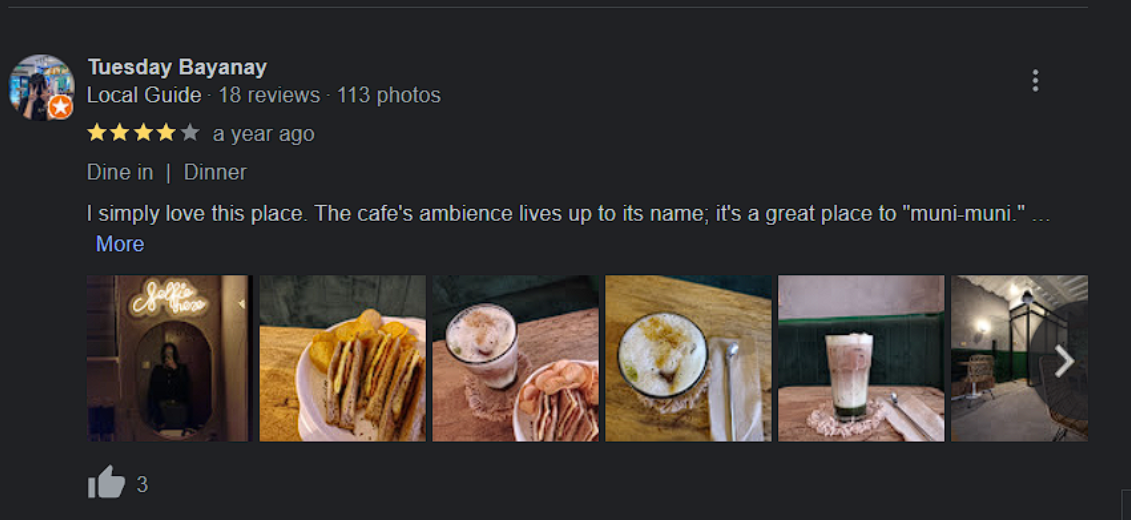 Tuesday Bayanay
Local Guide · 18 reviews · 113 photos
a year ago
Dine in | Dinner
I simply love this place. The cafe's ambience lives up to its name; it's a great place to "muni-muni." ...
More
Selfie
here
3